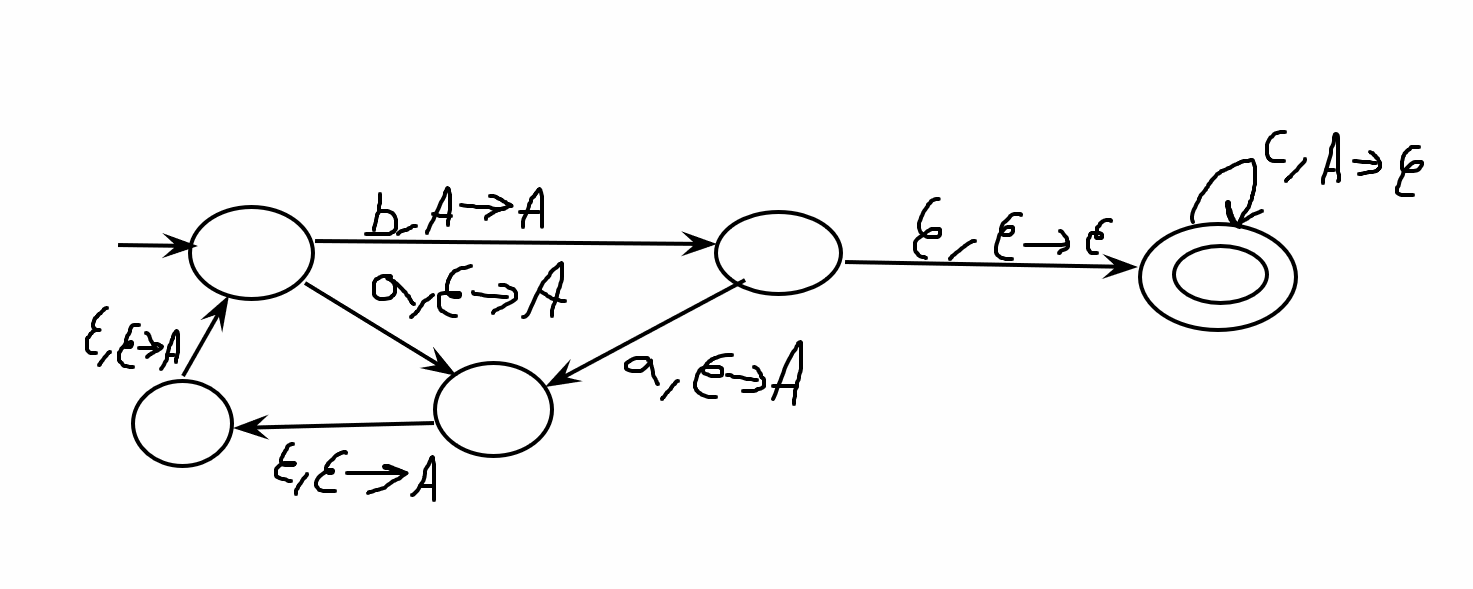 c, A → ε
b, A → A
ε, ε → ε
a, ε → A
ε, ε → A
a, ε → A
ε, ε → A